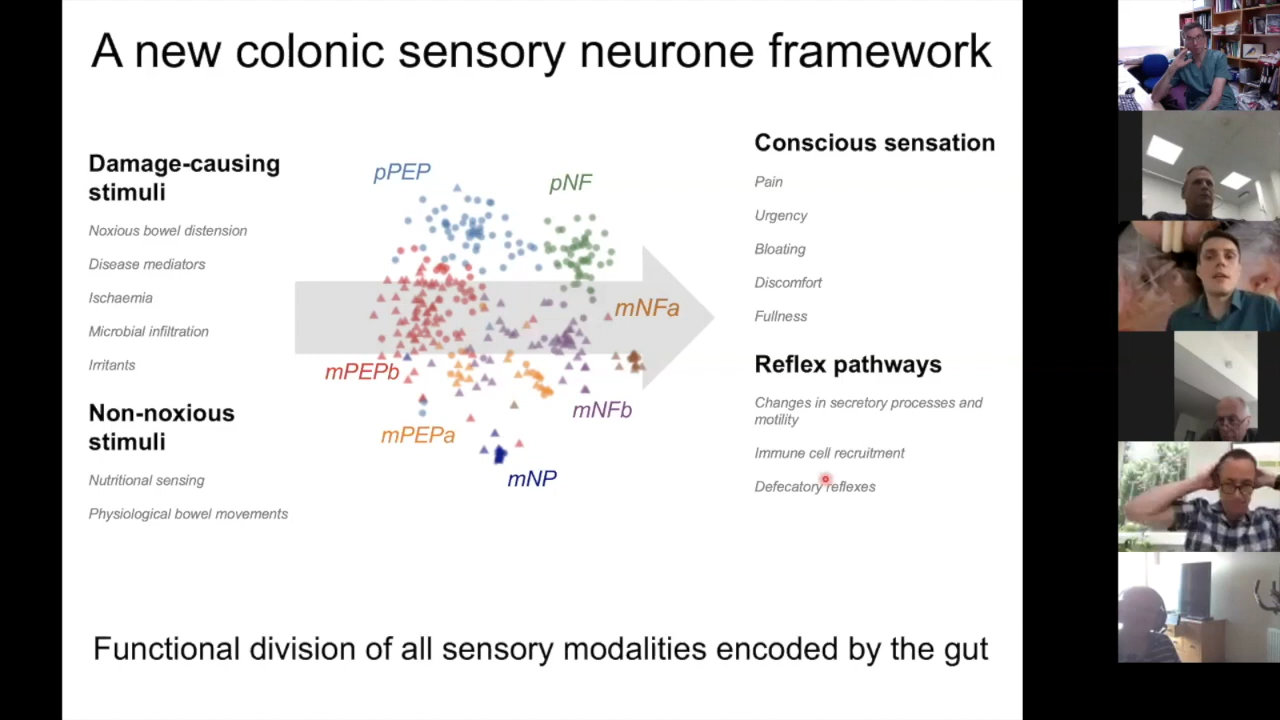 A new colonic sensory neurone framework
Damage-causing
stimuli
Noxious bowel distension
Disease mediators
Ischaemia
Microbial infiltration
Irritants
Non-noxious
stimuli
Nutritional sensing
Physiological bowel movements
pPEP
pNF
mNFa
mPEPb
mNFb
mPEPa
mNP
Conscious sensation
Pain
Urgency
Bloating
Discomfort
Fullness
Reflex pathways
Changes in secretory processes and
motility
Immune cell recruitment
Defecatory reflexes
Functional division of all sensory modalities encoded by the gut